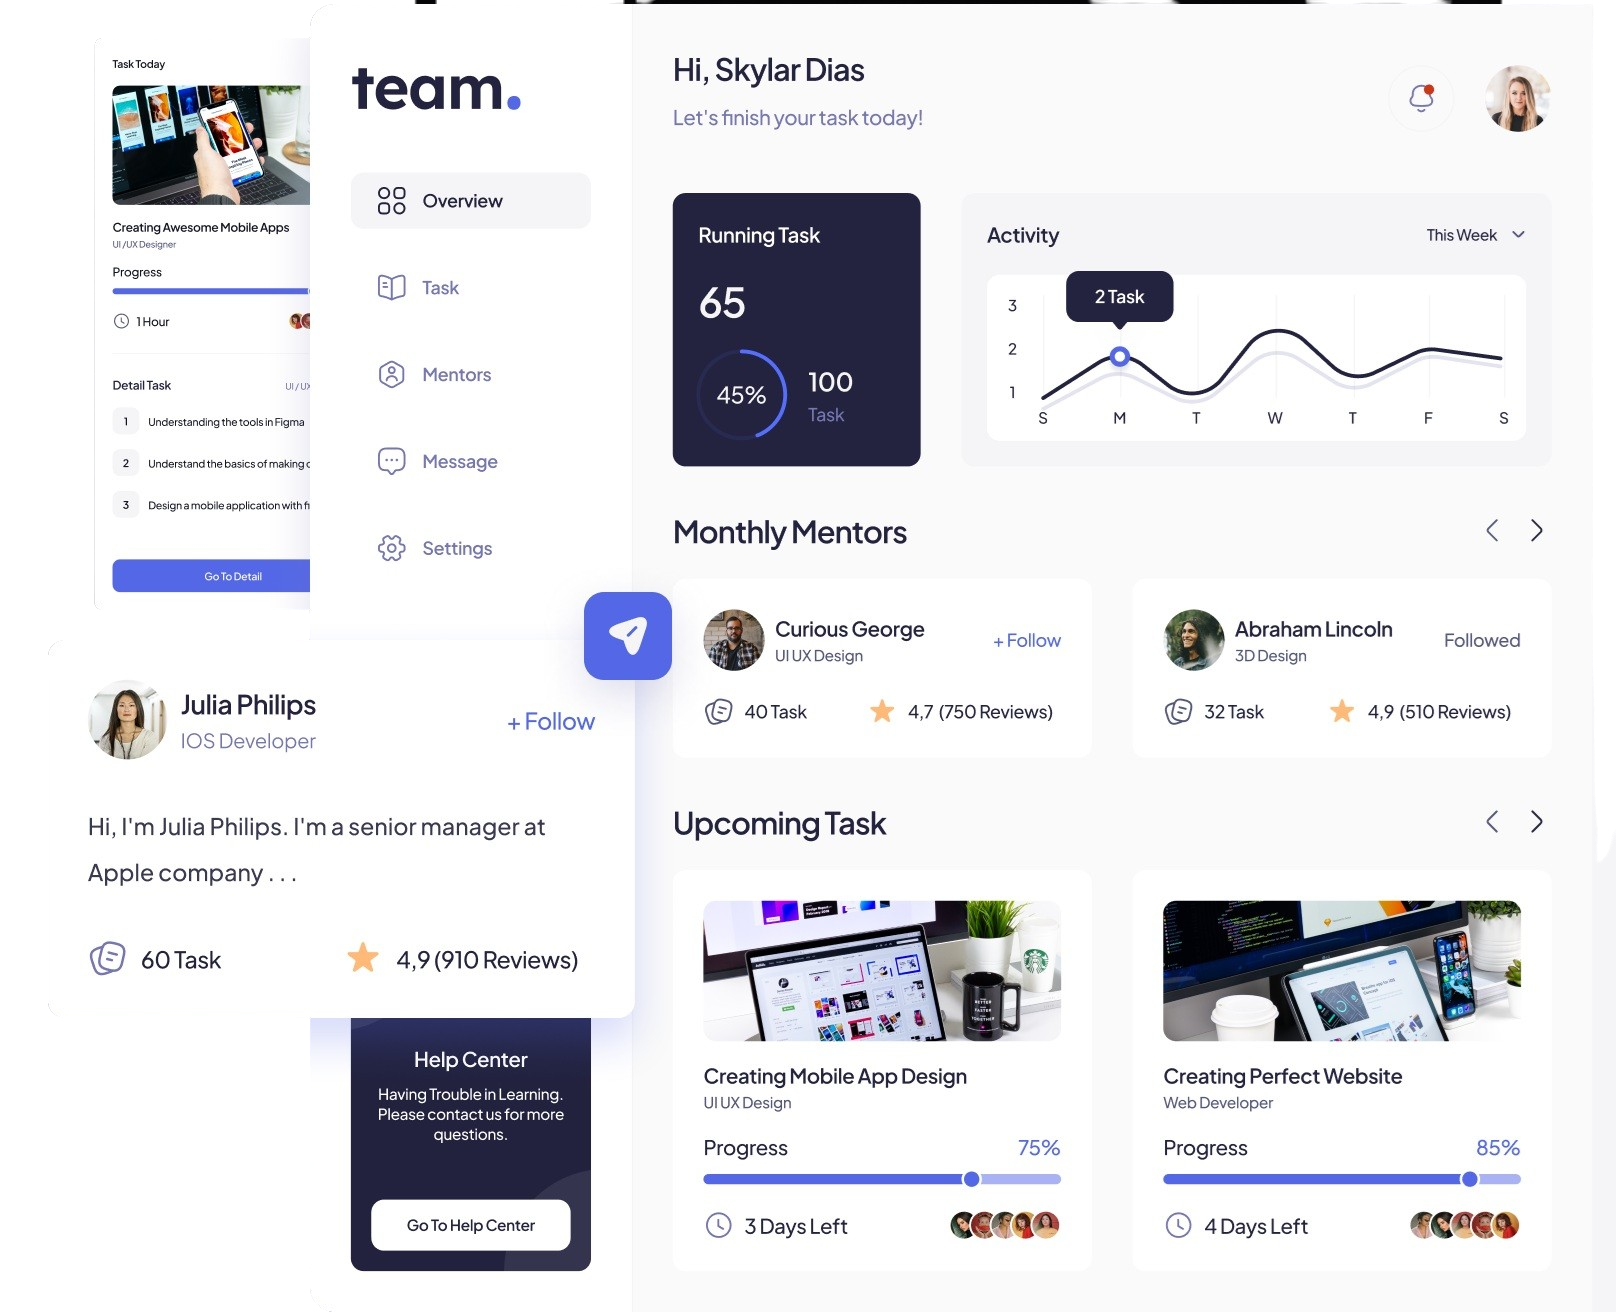 Task Today
Creating Awesome Mobile Apps
UI /UX Designer
Progress
1 Hour
Detail Task
UI / UX
1 Understanding the tools in Figma
2 Understand the basics of making
3 Design a mobile application with
Go To Detail
team.
Overview
Task
Mentors
Message
Settings
Julia Philips
IOS Developer
+ Follow
Hi, I'm Julia Philips. I'm a senior manager at
Apple company . . .
60 Task
4,9 (910 Reviews)
Help Center
Having Trouble in Learning.
Please contact us for more
questions.
Go To Help Center
Hi, Skylar Dias
Let's finish your task today!
Running Task
65
45%
100
Task
Activity
This Week
2 Task
3
2
1
S M T W T F S
Monthly Mentors
Curious George
UI UX Design
+ Follow
40 Task
4,7 (750 Reviews)
Abraham Lincoln
3D Design
Followed
32 Task
4,9 (510 Reviews)
Upcoming Task
Creating Mobile App Design
UI UX Design
Progress
75%
3 Days Left
Creating Perfect Website
Web Developer
Progress
85%
4 Days Left